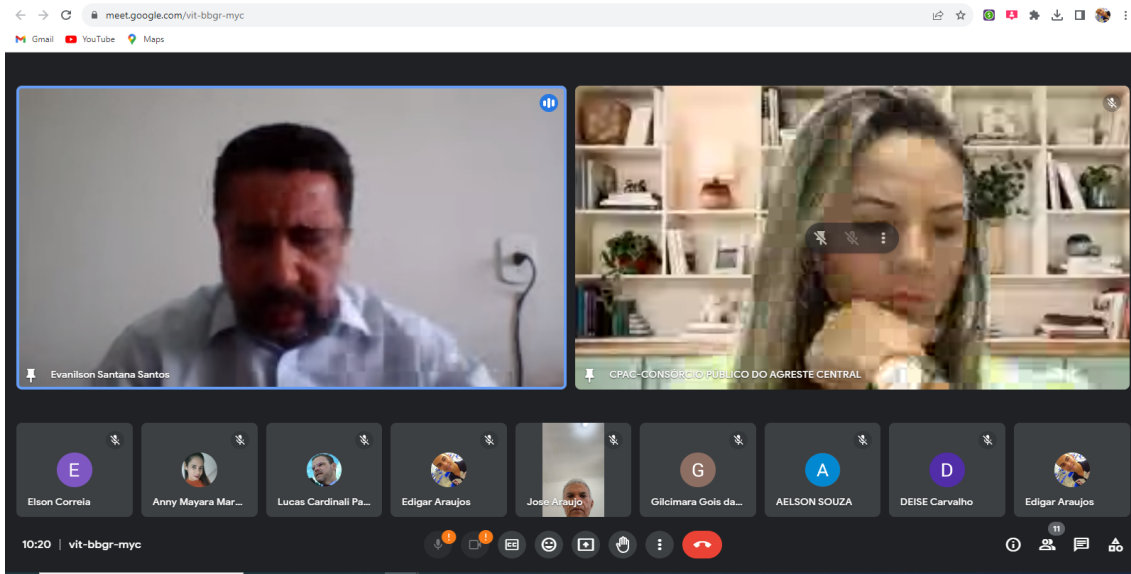 meet.google.com/vit-bbgr-myc
Gmail YouTube Maps
Evanilson Santana Santos
CPAC-CONSÓRCIO PÚBLICO DO AGRESTE CENTRAL
E
G
A
D
Elson Correia
Anny Mayara Mar...
Lucas Cardinali Pa...
Edigar Araujos
Jose Araujo
Gilcimara Gois da...
AELSON SOUZA
DEISE Carvalho
Edigar Araujos
10:20 | vit-bbgr-myc
CC
11